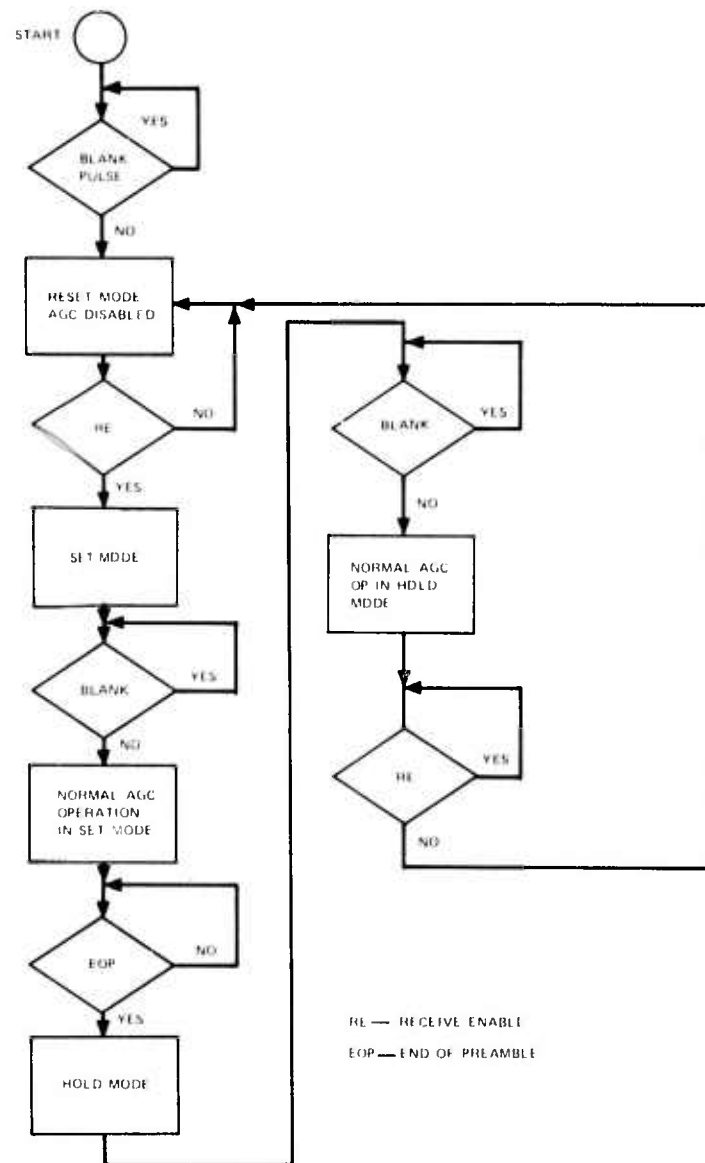 START
YES
BLANK
PULSE
NO
RESET MODE
AGC DISABLED
RE
NO
YES
SET MODE
YES
BLANK
NO
NORMAL AGC
OPERATION
IN SET MODE
NO
EOP
YES
HOLD MODE
BLANK
YES
NO
NORMAL AGC
OP IN HOLD
MODE
YES
RE
NO
RE — RECEIVE ENABLE
EOP — END OF PREAMBLE